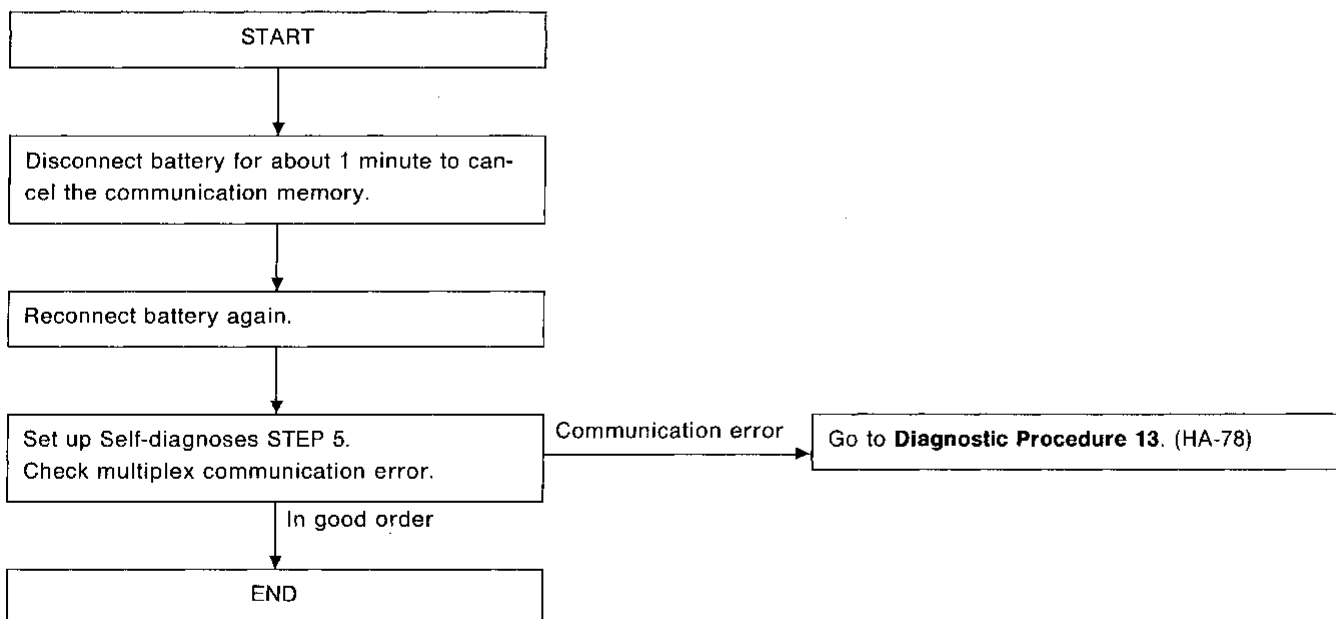 START
Disconnect battery for about 1 minute to can-
cel the communication memory.
Reconnect battery again.
Set up Self-diagnoses STEP 5.
Check multiplex communication error.
Communication error
Go to Diagnostic Procedure 13. (HA-78)
In good order
END